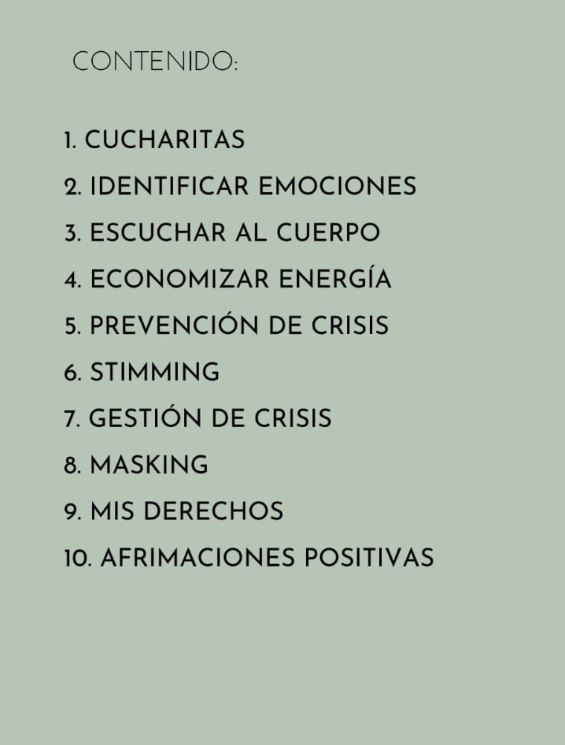 CONTENIDO:
1. CUCHARITAS
2. IDENTIFICAR EMOCIONES
3. ESCUCHAR AL CUERPO
4. ECONOMIZAR ENERGÍA
5. PREVENCIÓN DE CRISIS
6. STIMMING
7. GESTIÓN DE CRISIS
8. MASKING
9. MIS DERECHOS
10. AFRIMACIONES POSITIVAS